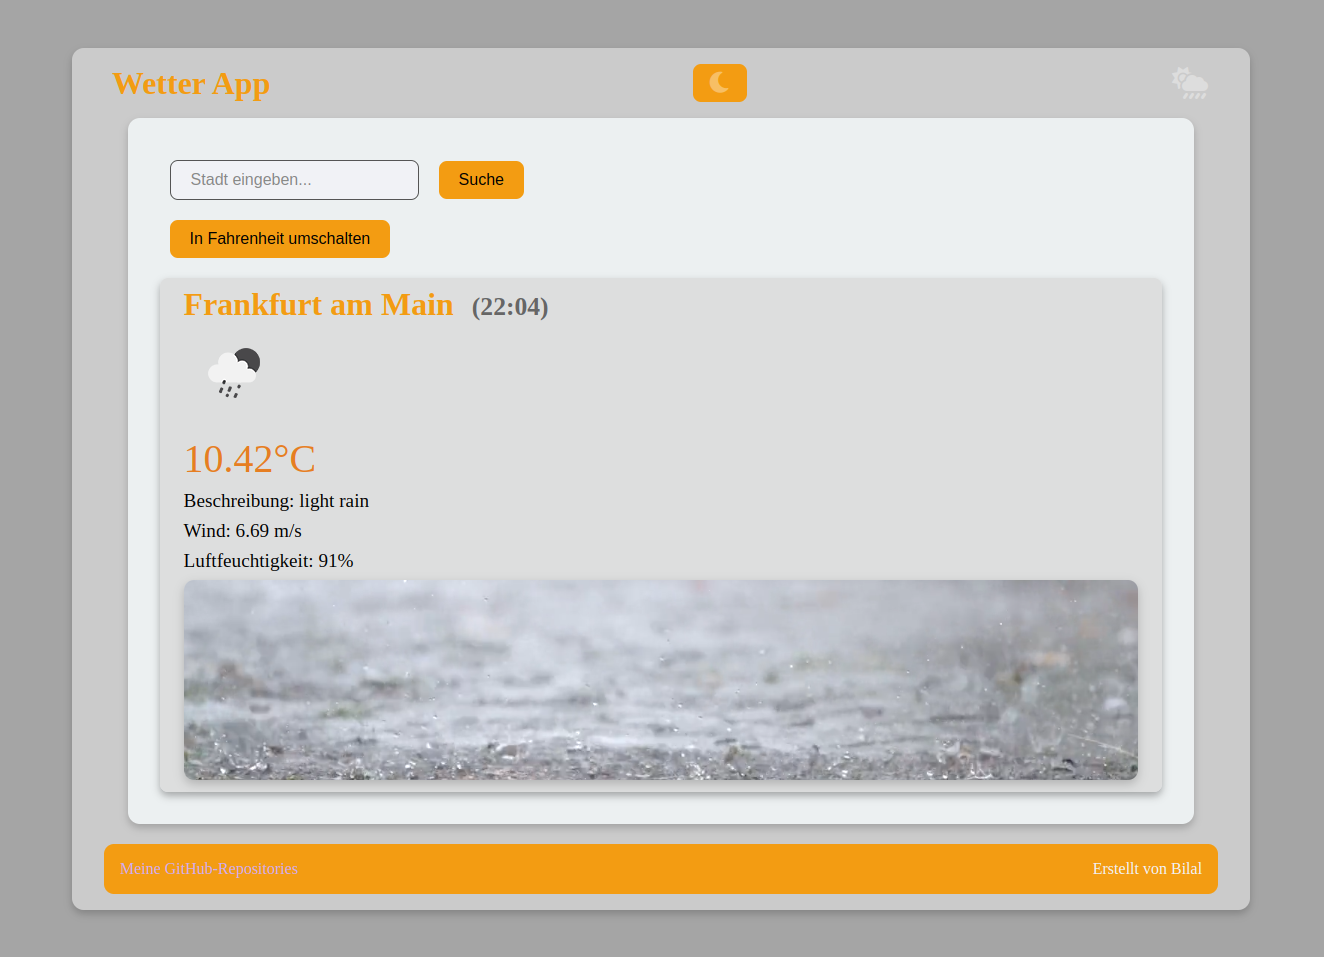 Wetter App
Stadt eingeben...
Suche
In Fahrenheit umschalten
Frankfurt am Main (22:04)
10.42°C
Beschreibung: light rain
Wind: 6.69 m/s
Luftfeuchtigkeit: 91%
Meine GitHub-Repositories
Erstellt von Bilal